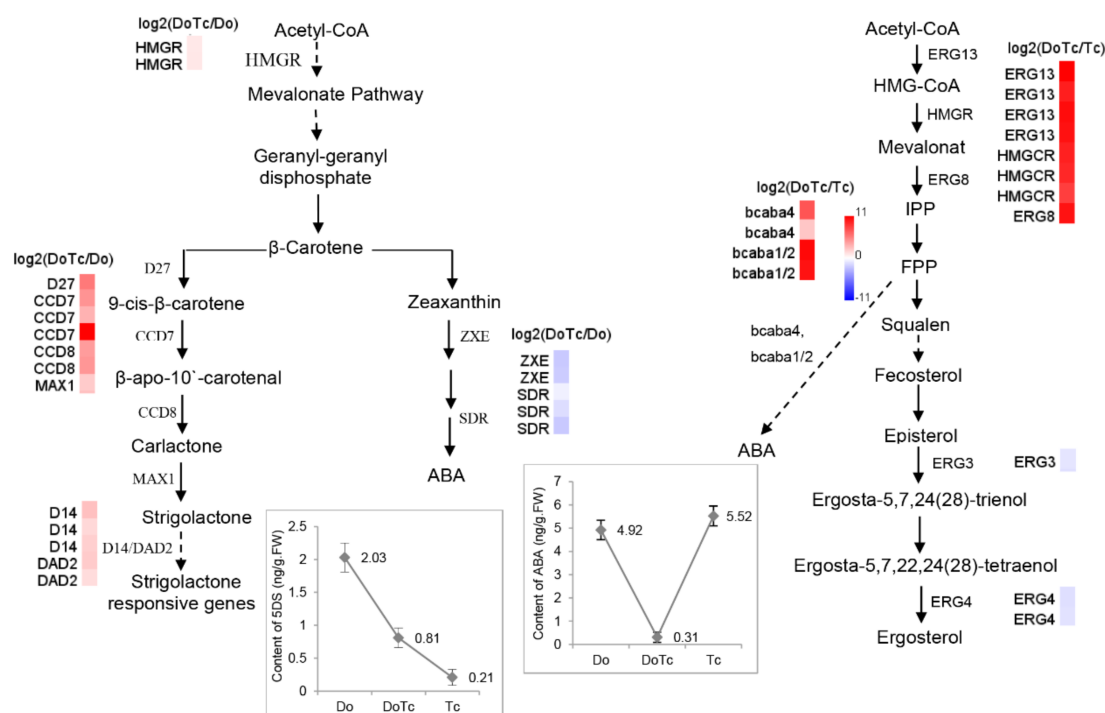 log2(DoTc/Do)
HMGR
HMGR
Acetyl-CoA
HMGR
Mevalonate Pathway
Geranyl-geranyl
disphosphate
β-Carotene
log2(DoTc/Do)
D27
CCD7
CCD7
CCD7
CCD8
CCD8
MAX1
D27
9-cis-β-carotene
CCD7
β-apo-10`-carotenal
CCD8
Carlactone
MAX1
Strigolactone
D14/DAD2
Strigolactone
responsive genes
D14
D14
D14
DAD2
DAD2
Zeaxanthin
ZXE
SDR
ABA
log2(DoTc/Do)
ZXE
ZXE
SDR
SDR
SDR
Content of 5DS (ng/g.FW)
2.5
2
1.5
1
0.5
0
2.03
0.81
0.21
Do
DoTc
Tc
Content of ABA (ng/g.FW)
7
6
5
4
3
2
1
0
4.92
0.31
5.52
Do
DoTc
Tc
Acetyl-CoA
ERG13
HMG-CoA
HMGR
Mevalonat
ERG8
IPP
FPP
Squalen
Fecosterol
Episterol
ERG3
Ergosta-5,7,24(28)-trienol
Ergosta-5,7,22,24(28)-tetraenol
ERG4
Ergosterol
bcaba4,
bcaba1/2
ABA
log2(DoTc/Tc)
bcaba4
bcaba4
bcaba1/2
bcaba1/2
11
0
-11
log2(DoTc/Tc)
ERG13
ERG13
ERG13
ERG13
HMGCR
HMGCR
HMGCR
ERG8
ERG3
ERG4
ERG4